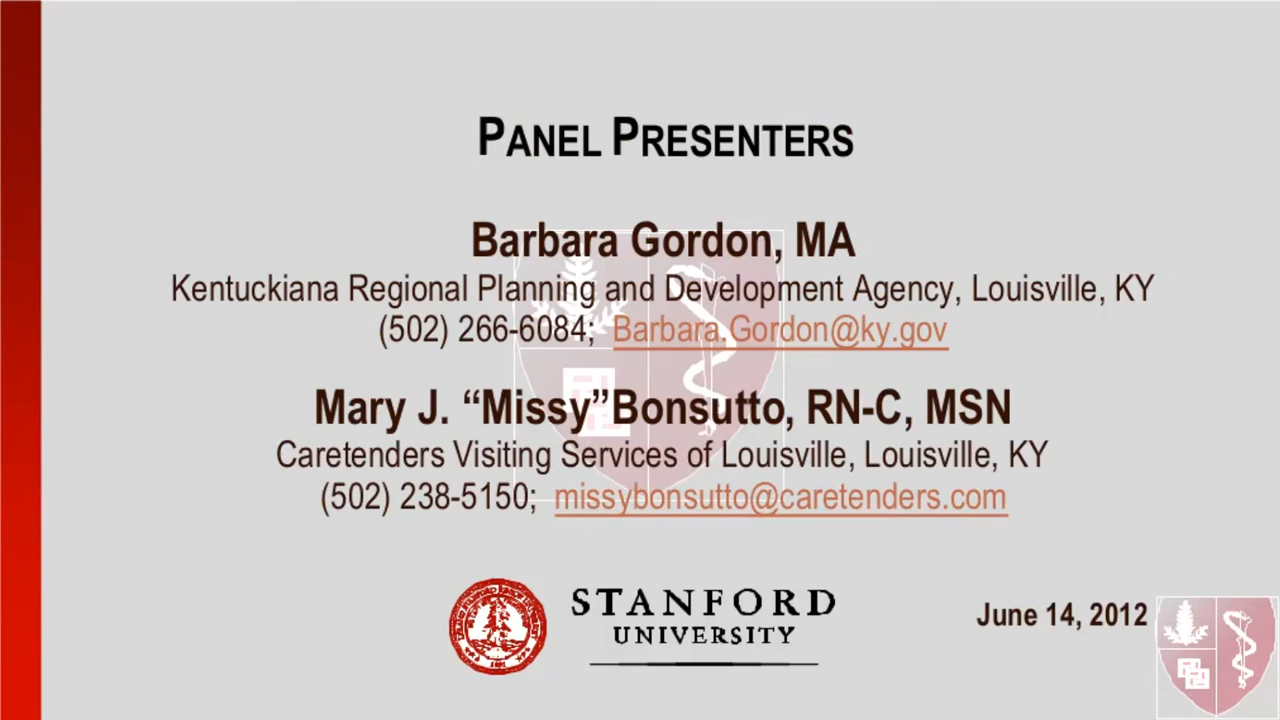 PANEL PRESENTERS
Barbara Gordon, MA
Kentuckiana Regional Planning and Development Agency, Louisville, KY
(502) 266-6084; Barbara.Gordon@ky.gov
Mary J. “Missy”Bonsutto, RN-C, MSN
Caretenders Visiting Services of Louisville, Louisville, KY
(502) 238-5150; missybonsutto@caretenders.com
STANFORD
UNIVERSITY
June 14, 2012